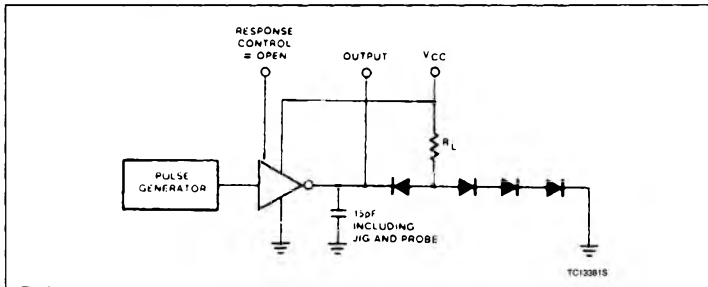 RESPONSE
CONTROL
= OPEN
OUTPUT
VCC
RL
PULSE
GENERATOR
15pF
INCLUDING
JIG AND PROBE
TC13381S